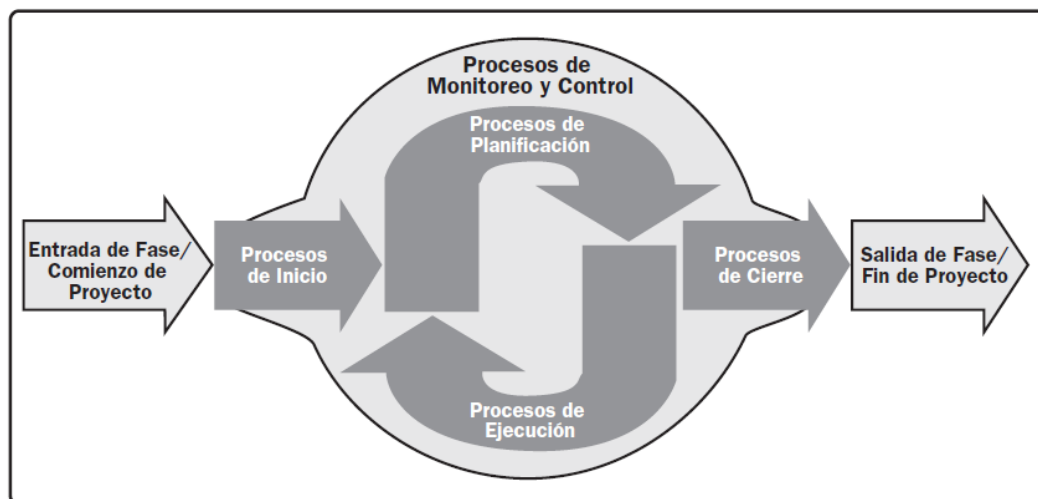 Procesos de
Monitoreo y Control
Procesos de
Planificación
Entrada de Fase/
Comienzo de
Proyecto
Procesos
de Inicio
Procesos
de Cierre
Salida de Fase/
Fin de Proyecto
Procesos de
Ejecución